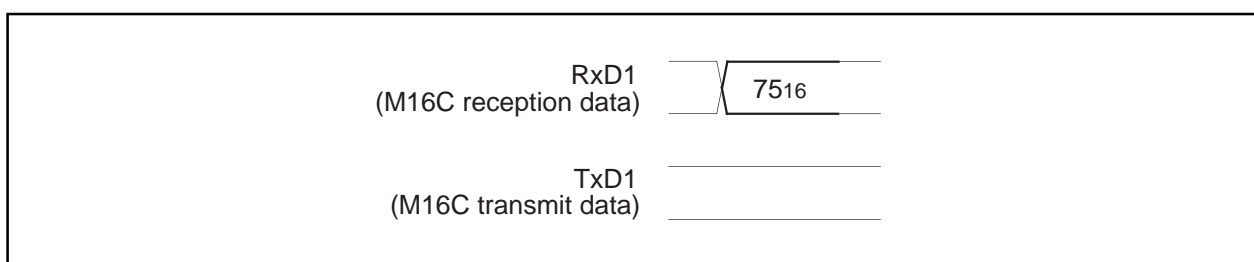 RxD1
(M16C reception data)
7516
TxD1
(M16C transmit data)